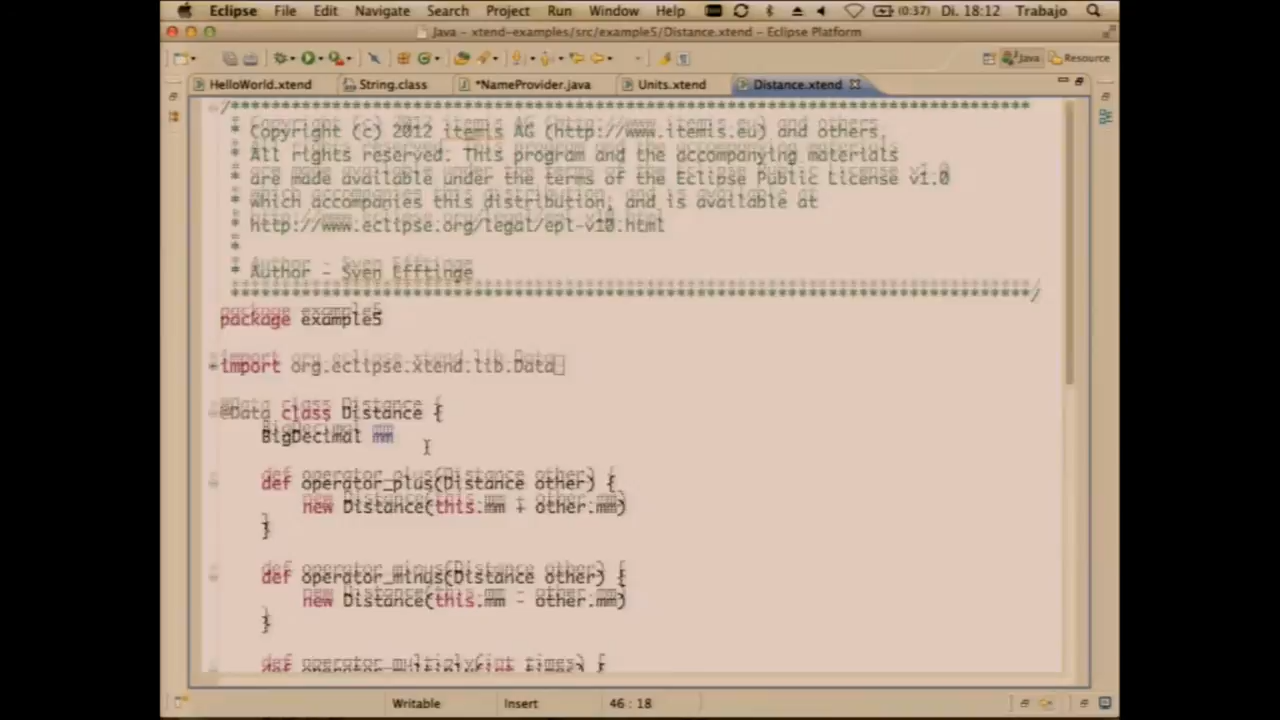 Eclipse File Edit Navigate Search Project Run Window Help (0:37) Di. 18:12 Trabajo
Java - xtend-examples/src/example5/Distance.xtend - Eclipse Platform
Java Resource
HelloWorld.xtend String.class *NameProvider.java Units.xtend Distance.xtend
/*******************************************************************************
* Copyright (c) 2012 itemis AG (http://www.itemis.eu) and others.
* All rights reserved. This program and the accompanying materials
* are made available under the terms of the Eclipse Public License v1.0
* which accompanies this distribution, and is available at
* http://www.eclipse.org/legal/epl-v10.html
*
* Author - Sven Efftinge
*******************************************************************************/
package example5
import org.eclipse.xtend.lib.Data
@Data class Distance {
BigDecimal mm
def operator_plus(Distance other) {
new Distance(this.mm + other.mm)
}
def operator_minus(Distance other) {
new Distance(this.mm - other.mm)
}
def operator_multiply(int times) {
Writable Insert 46 : 18